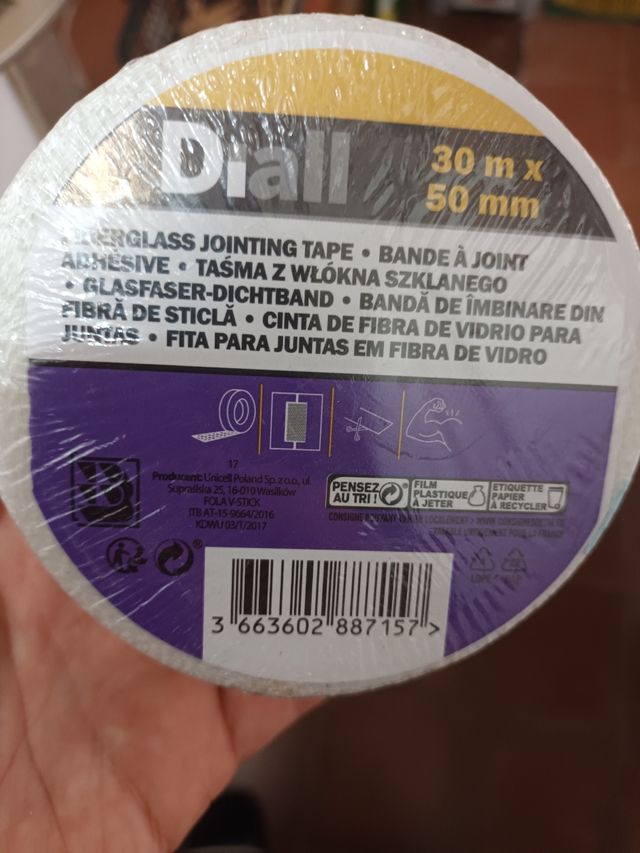 Diall
30 m x
50 mm
FIBERGLASS JOINTING TAPE • BANDE À JOINT
ADHÉSIVE • TAŚMA Z WŁÓKNA SZKLANEGO
• GLASFASER-DICHTBAND • BANDĂ DE ÎMBINARE DIN
FIBRĂ DE STICLĂ • CINTA DE FIBRA DE VIDRIO PARA
JUNTAS • FITA PARA JUNTAS EM FIBRA DE VIDRO
17
Producent: Unicell Poland Sp. z o.o., ul.
Supraślska 25, 16-010 Wasilków
FOLA V-STICK
ITB AT-15-9664/2016
KDWU 03/T/2017
B
PENSEZ
AU TRI !
FILM
PLASTIQUE
À JETER
ETIQUETTE
PAPIER
À RECYCLER
LDPE
3 663602 887157 >